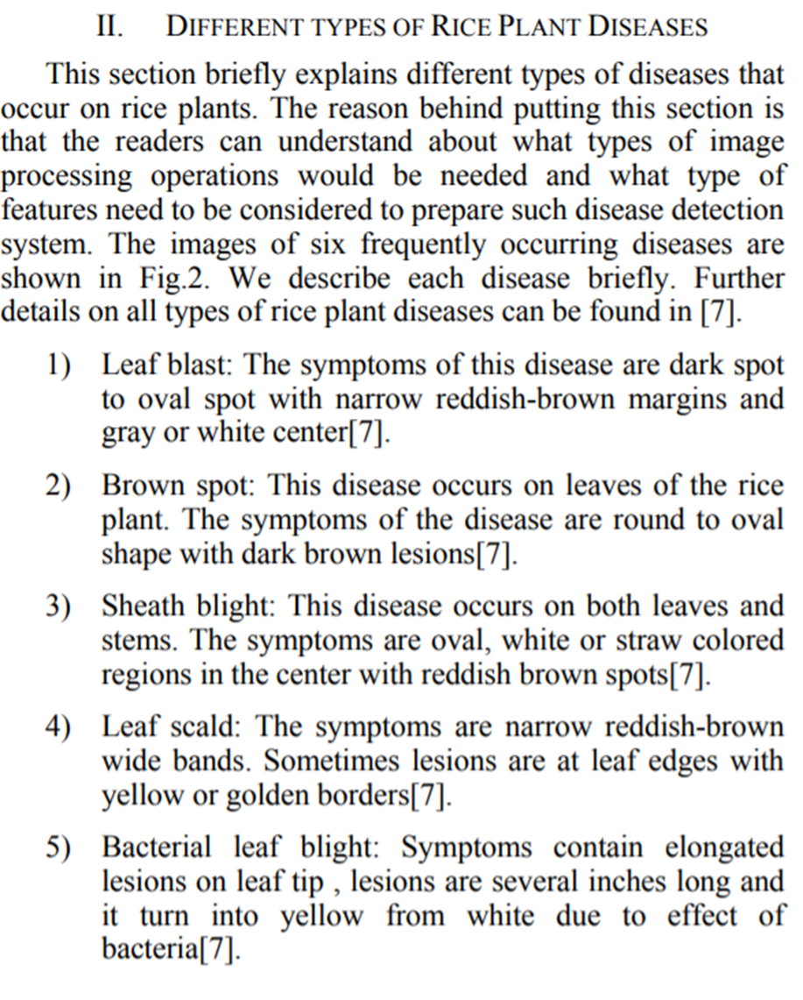 II. DIFFERENT TYPES OF RICE PLANT DISEASES
This section briefly explains different types of diseases that
occur on rice plants. The reason behind putting this section is
that the readers can understand about what types of image
processing operations would be needed and what type of
features need to be considered to prepare such disease detection
system. The images of six frequently occurring diseases are
shown in Fig.2. We describe each disease briefly. Further
details on all types of rice plant diseases can be found in [7].
1) Leaf blast: The symptoms of this disease are dark spot
to oval spot with narrow reddish-brown margins and
gray or white center[7].
2) Brown spot: This disease occurs on leaves of the rice
plant. The symptoms of the disease are round to oval
shape with dark brown lesions[7].
3) Sheath blight: This disease occurs on both leaves and
stems. The symptoms are oval, white or straw colored
regions in the center with reddish brown spots[7].
4) Leaf scald: The symptoms are narrow reddish-brown
wide bands. Sometimes lesions are at leaf edges with
yellow or golden borders[7].
5) Bacterial leaf blight: Symptoms contain elongated
lesions on leaf tip , lesions are several inches long and
it turn into yellow from white due to effect of
bacteria[7].